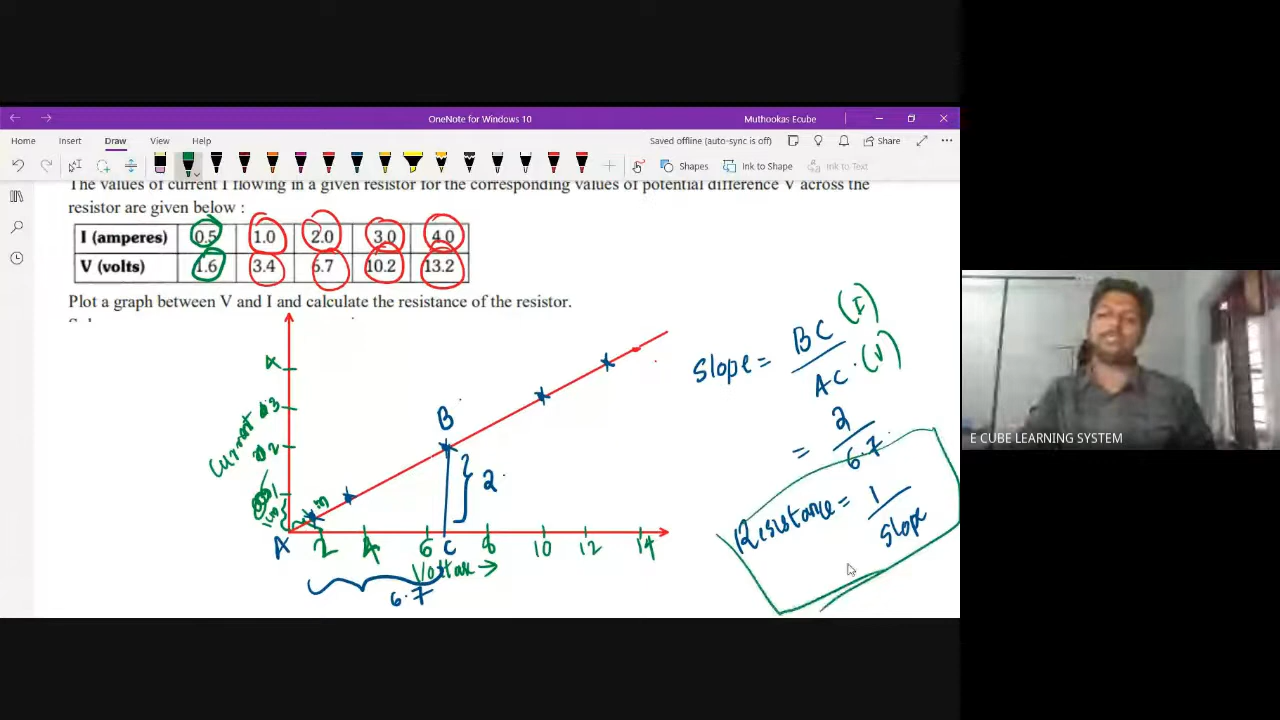 OneNote for Windows 10
Muthookas Ecube
Home Insert Draw View Help
Saved offline (auto-sync is off)
Share
Shapes
Ink to Shape
Ink to Text
The values of current I flowing in a given resistor for the corresponding values of potential difference V across the
resistor are given below :
I (amperes) 0.5 1.0 2.0 3.0 4.0
V (volts) 1.6 3.4 6.7 10.2 13.2
Plot a graph between V and I and calculate the resistance of the resistor.
4
3
2
1
Current
B
2
A 2 4 6 C 8 10 12 14
6.7
Slope = BC (I)
AC (V)
= 2
6.7
Resistance = 1
Slope
E CUBE LEARNING SYSTEM